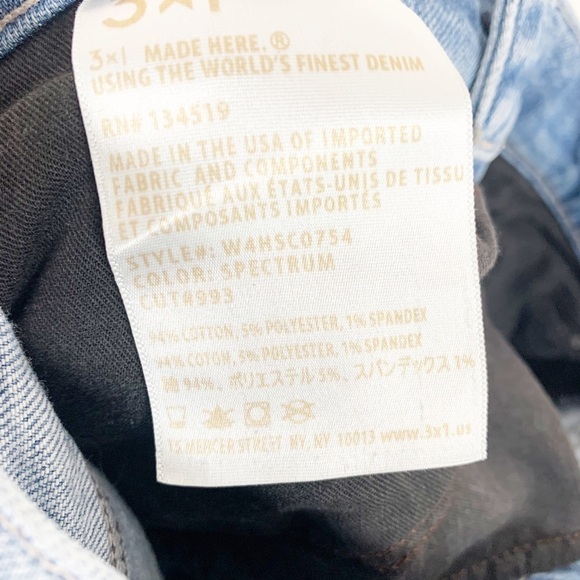 3×1
3×1 MADE HERE.®
USING THE WORLD'S FINEST DENIM
RN# 134519
MADE IN THE USA OF IMPORTED
FABRIC AND COMPONENTS
FABRIQUÉ AUX ÉTATS-UNIS DE TISSU
ET COMPOSANTS IMPORTÉS
STYLE#: W4HSC0754
COLOR: SPECTRUM
CUT#993
94% COTTON, 5% POLYESTER, 1% SPANDEX
94% COTON, 5% POLYESTER, 1% SPANDEX
綿 94%、ポリエステル 5%、スパンデックス 1%
15 MERCER STREET NY, NY 10013 www.3x1.us